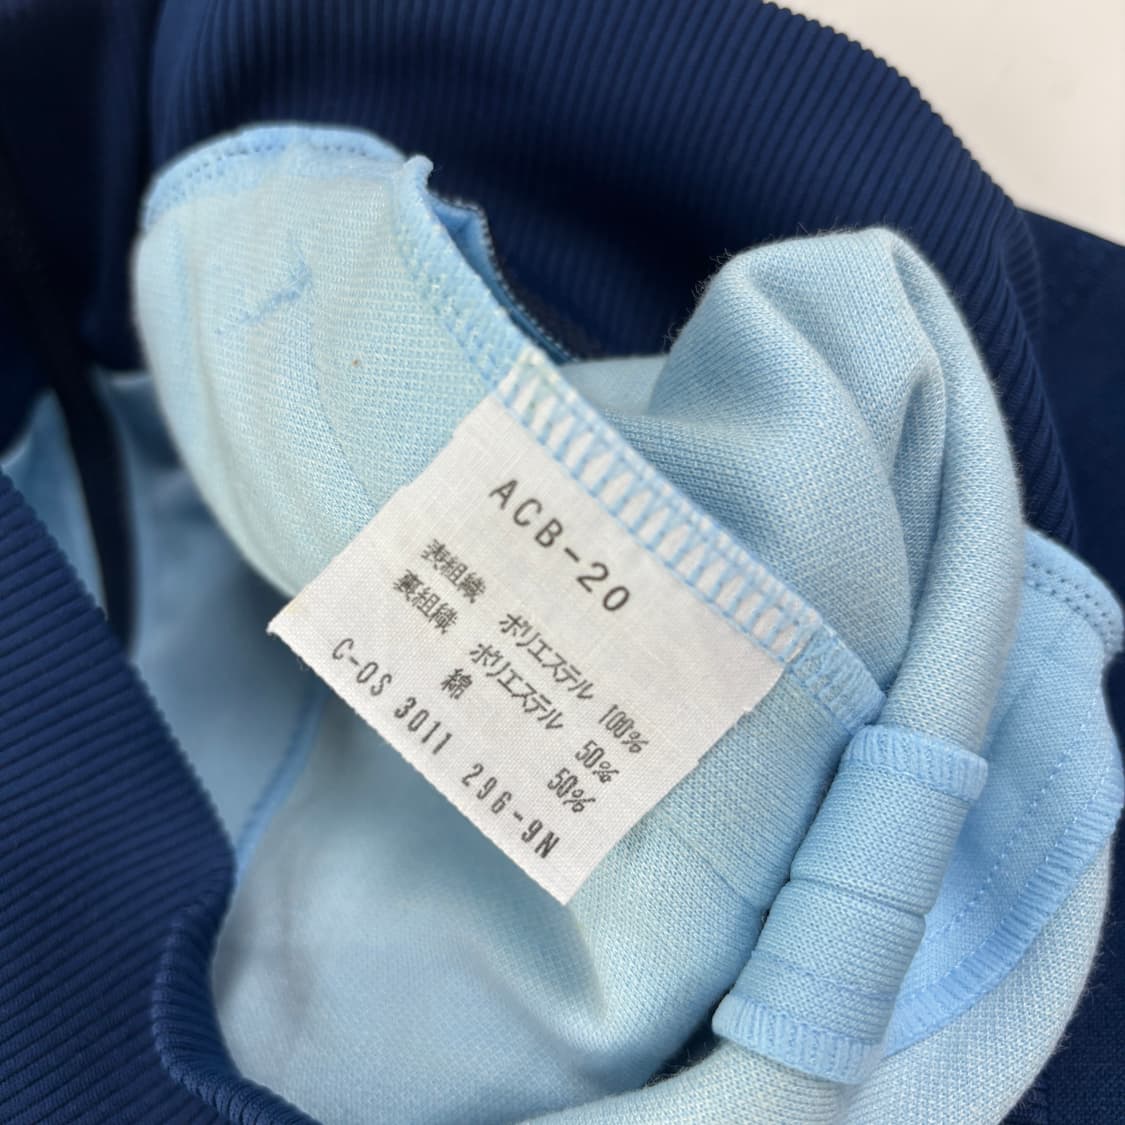 ACB-20
表組織 ポリエステル 100%
裏組織 ポリエステル 50%
綿 50%
C-OS 3011 296-9N